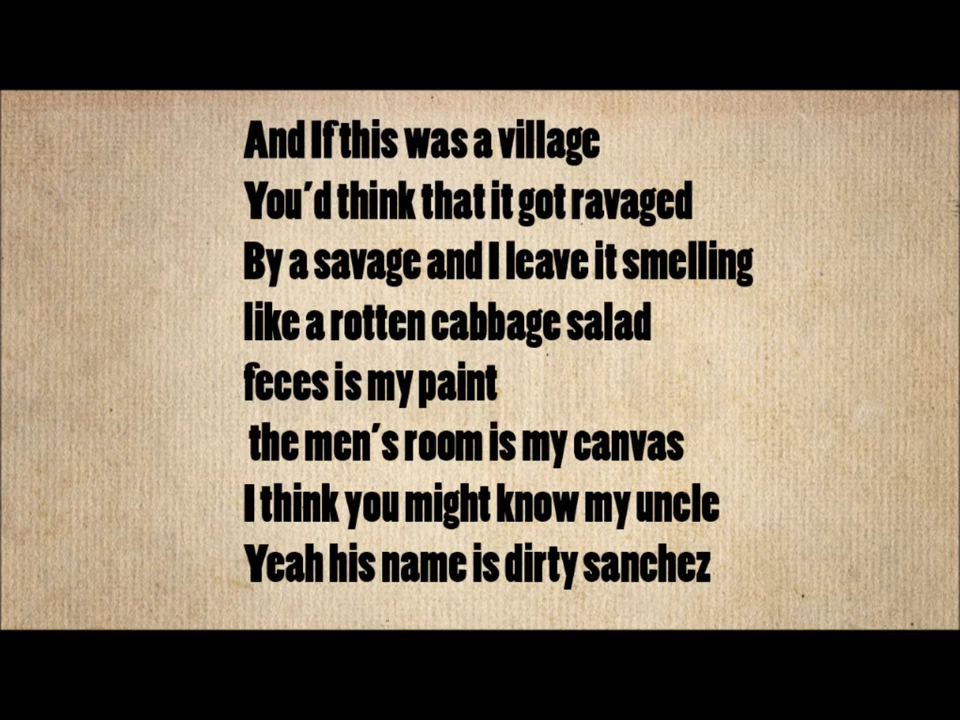 And If this was a village
You'd think that it got ravaged
By a savage and I leave it smelling
like a rotten cabbage salad
feces is my paint
the men's room is my canvas
I think you might know my uncle
Yeah his name is dirty sanchez